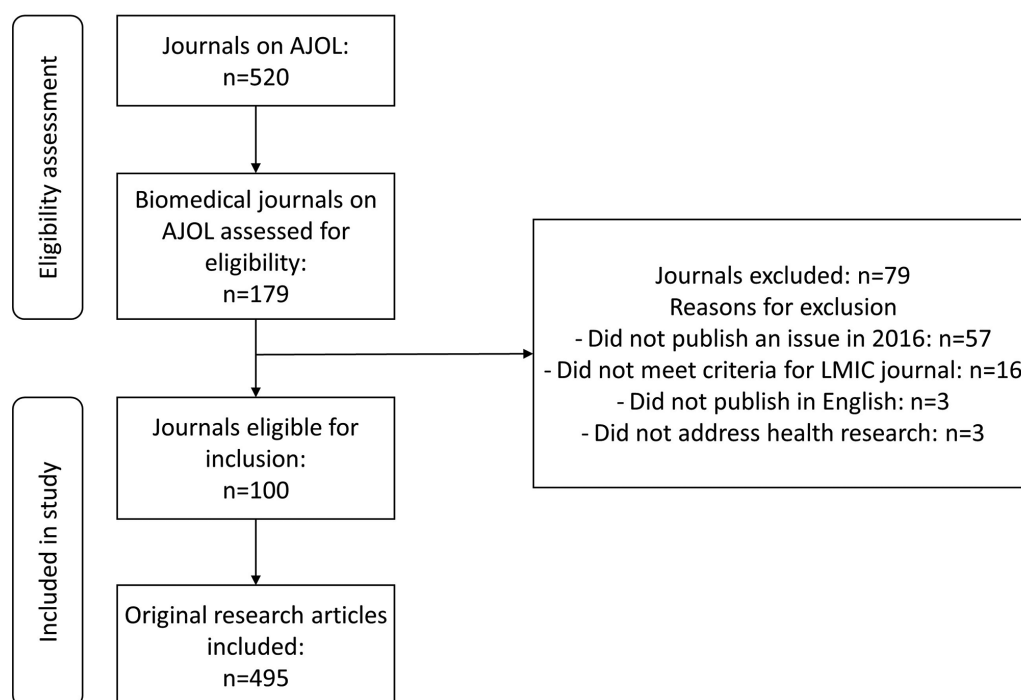 Eligibility assessment
Journals on AJOL:
n=520
Biomedical journals on
AJOL assessed for
eligibility:
n=179
Journals excluded: n=79
Reasons for exclusion
- Did not publish an issue in 2016: n=57
- Did not meet criteria for LMIC journal: n=16
- Did not publish in English: n=3
- Did not address health research: n=3
Included in study
Journals eligible for
inclusion:
n=100
Original research articles
included:
n=495